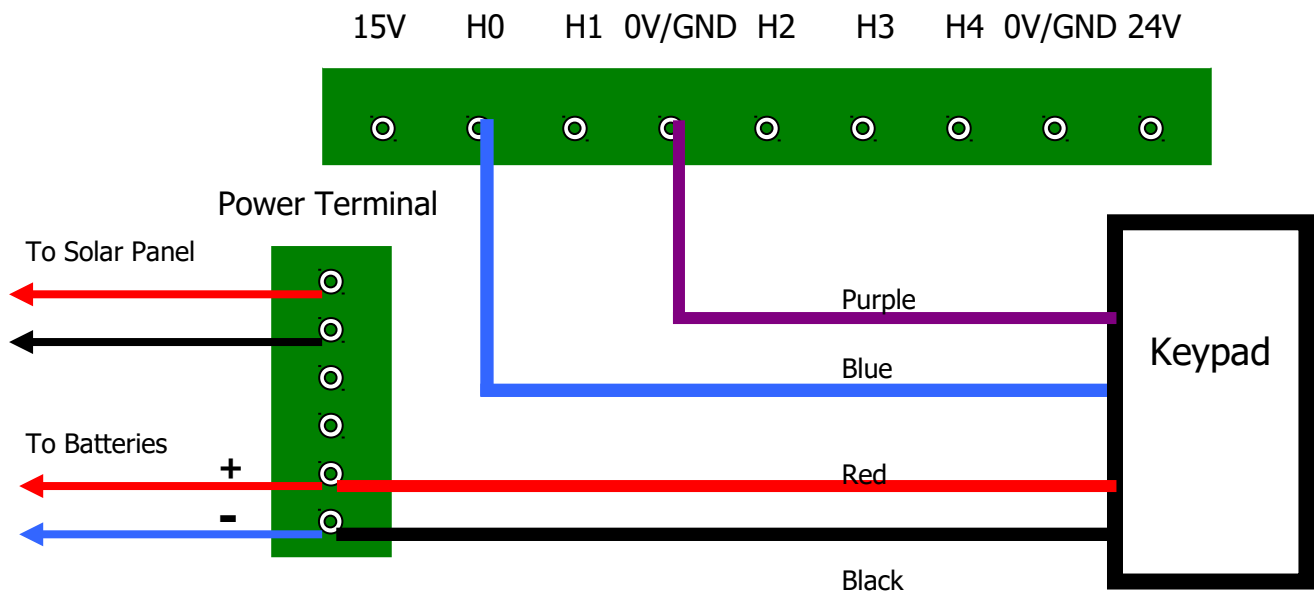 15V H0 H1 0V/GND H2 H3 H4 0V/GND 24V
Power Terminal
To Solar Panel
Purple
Keypad
Blue
To Batteries
+
Red
-
Black